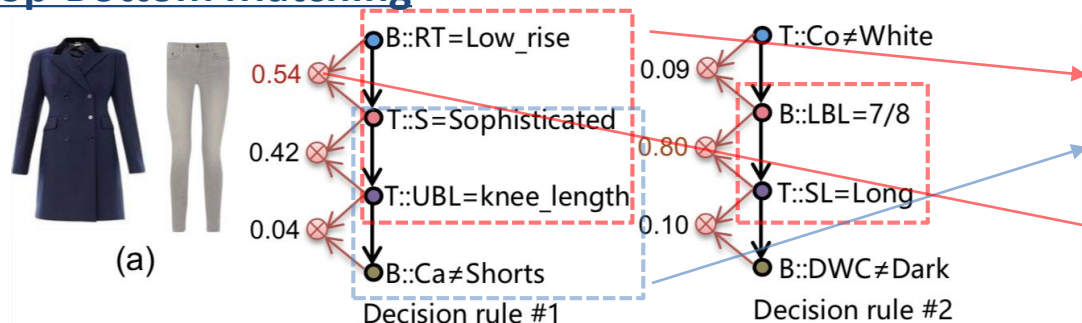 B::RT=Low_rise
0.54
T::S=Sophisticated
0.42
T::UBL=knee_length
0.04
B::Ca≠Shorts
Decision rule #1
(a)
T::Co≠White
0.09
B::LBL=7/8
0.80
T::SL=Long
0.10
B::DWC≠Dark
Decision rule #2